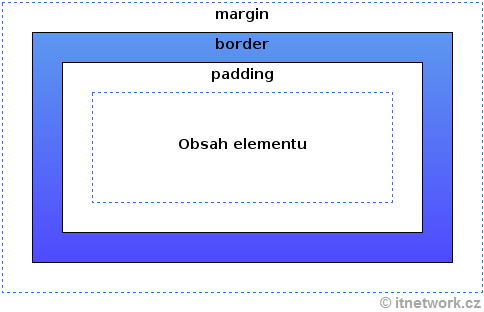 margin
border
padding
Obsah elementu
© itnetwork.cz